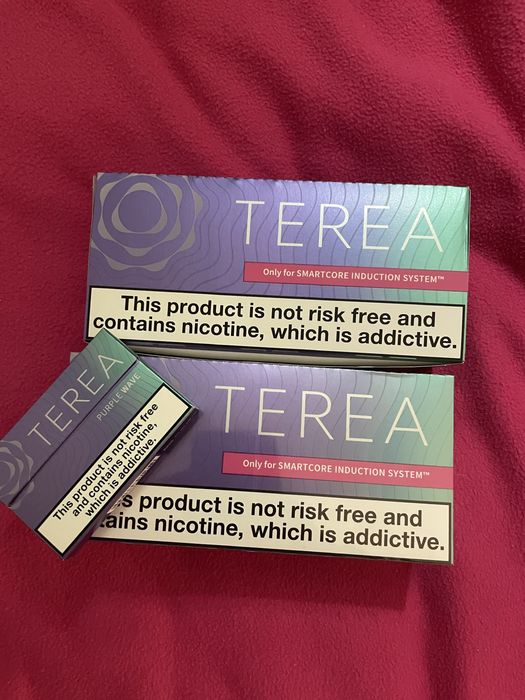 TEREA
Only for SMARTCORE INDUCTION SYSTEM™
This product is not risk free and
contains nicotine, which is addictive.
TEREA
Only for SMARTCORE INDUCTION SYSTEM™
product is not risk free and
nicotine, which is addictive.
TEREA
PURPLE WAVE
This product is not risk free
and contains nicotine,
which is addictive.